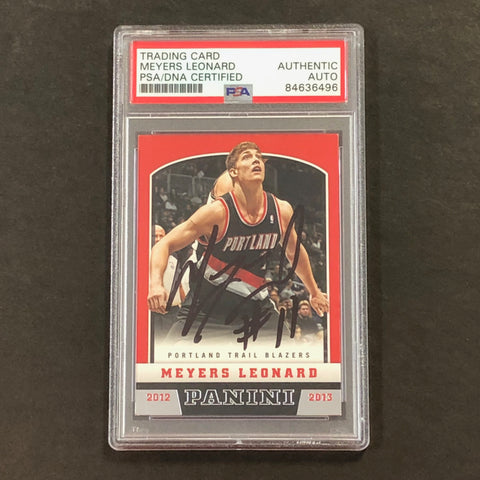 TRADING CARD
MEYERS LEONARD AUTHENTIC
PSA/DNA CERTIFIED AUTO
PSA 84636496
PORTLAND
#11
PORTLAND TRAIL BLAZERS
MEYERS LEONARD
2012 PANINI 2013